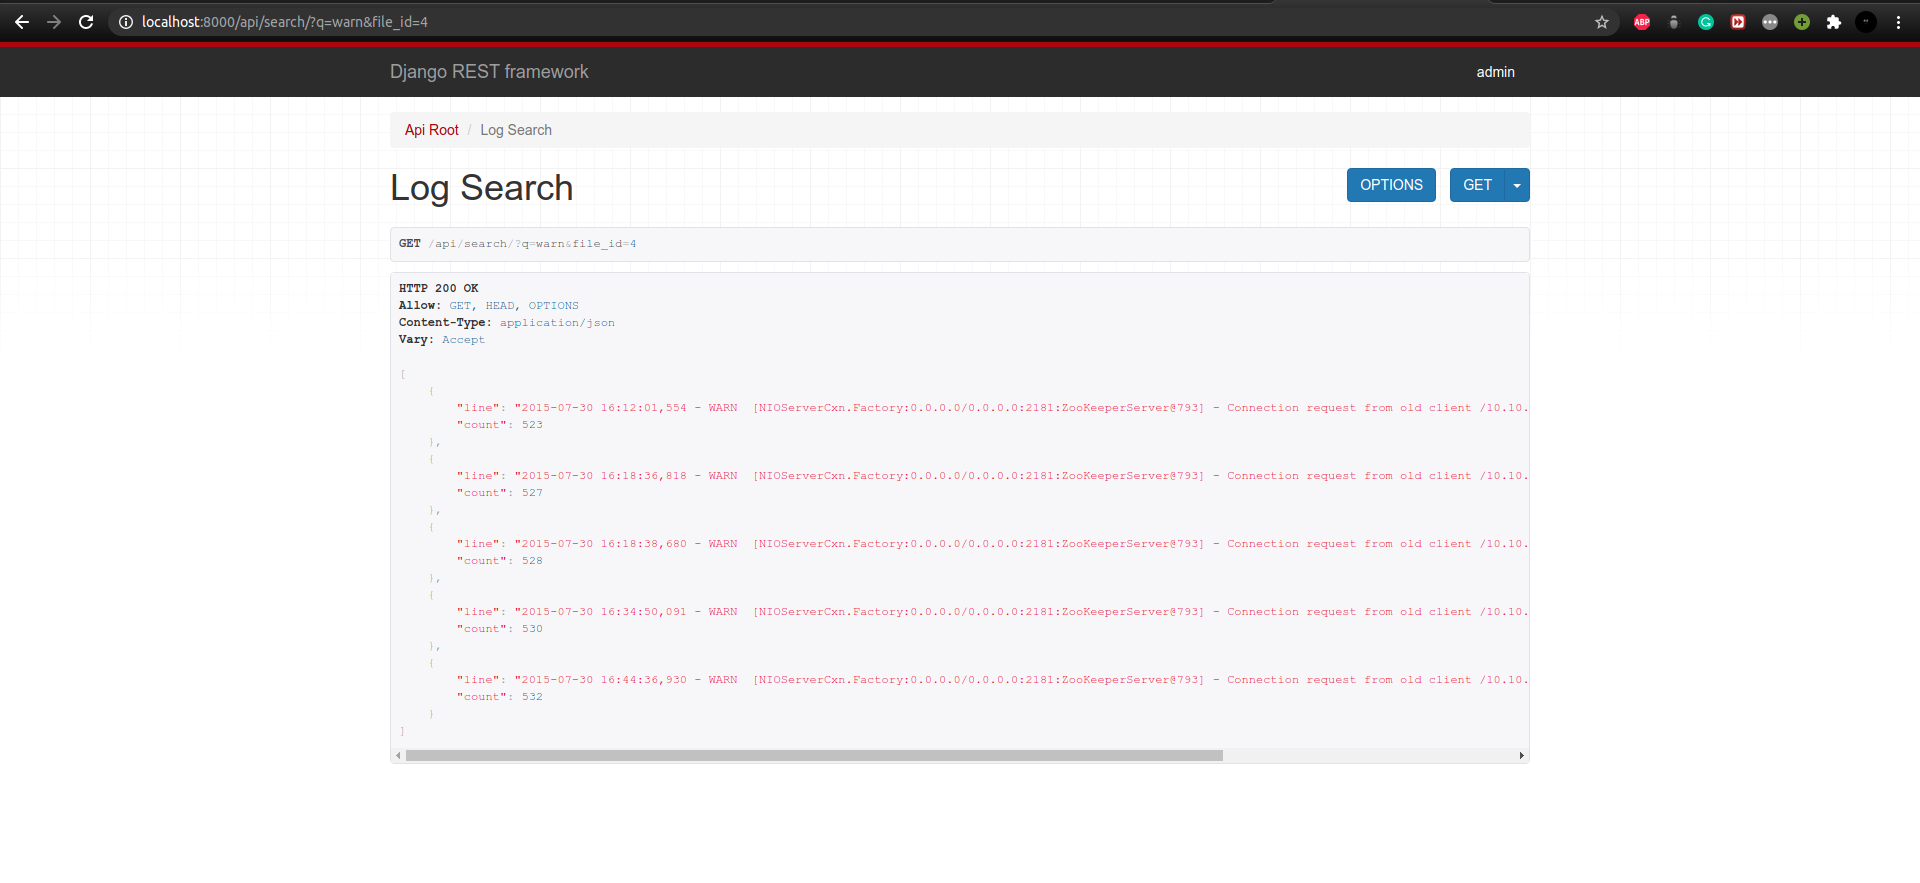 localhost:8000/api/search/?q=warn&file_id=4
ABP
Django REST framework
admin
Api Root / Log Search
Log Search
OPTIONS
GET
GET /api/search/?q=warn&file_id=4
HTTP 200 OK
Allow: GET, HEAD, OPTIONS
Content-Type: application/json
Vary: Accept
[
{
"line": "2015-07-30 16:12:01,554 - WARN  [NIOServerCxn.Factory:0.0.0.0/0.0.0.0:2181:ZooKeeperServer@793] - Connection request from old client /10.10.
"count": 523
},
{
"line": "2015-07-30 16:18:36,818 - WARN  [NIOServerCxn.Factory:0.0.0.0/0.0.0.0:2181:ZooKeeperServer@793] - Connection request from old client /10.10.
"count": 527
},
{
"line": "2015-07-30 16:18:38,680 - WARN  [NIOServerCxn.Factory:0.0.0.0/0.0.0.0:2181:ZooKeeperServer@793] - Connection request from old client /10.10.
"count": 528
},
{
"line": "2015-07-30 16:34:50,091 - WARN  [NIOServerCxn.Factory:0.0.0.0/0.0.0.0:2181:ZooKeeperServer@793] - Connection request from old client /10.10.
"count": 530
},
{
"line": "2015-07-30 16:44:36,930 - WARN  [NIOServerCxn.Factory:0.0.0.0/0.0.0.0:2181:ZooKeeperServer@793] - Connection request from old client /10.10.
"count": 532
}
]